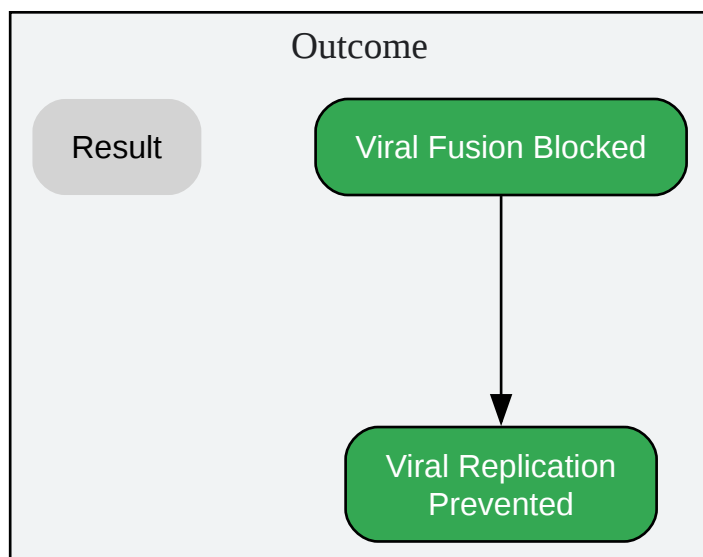 Outcome
Result
Viral Fusion Blocked
Viral Replication
Prevented